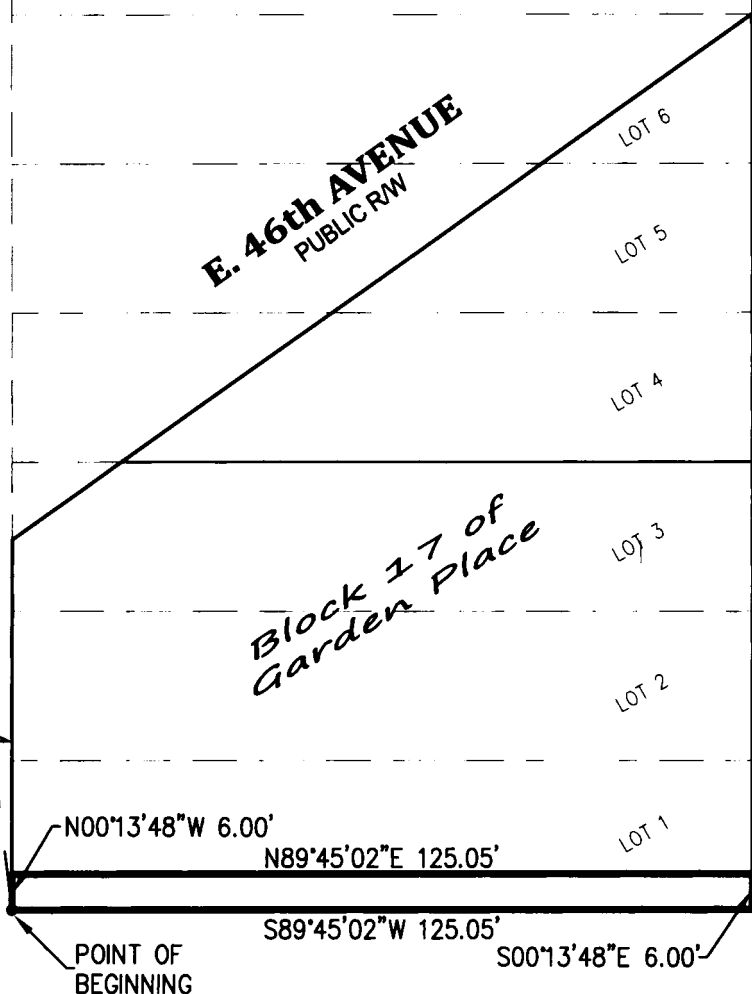 LOT 6
E. 46th AVENUE
PUBLIC R/W
LOT 5
LOT 4
Block 17 of
Garden Place
LOT 3
LOT 2
LOT 1
N00°13'48"W 6.00'
N89°45'02"E 125.05'
S89°45'02"W 125.05'
S00°13'48"E 6.00'
POINT OF
BEGINNING